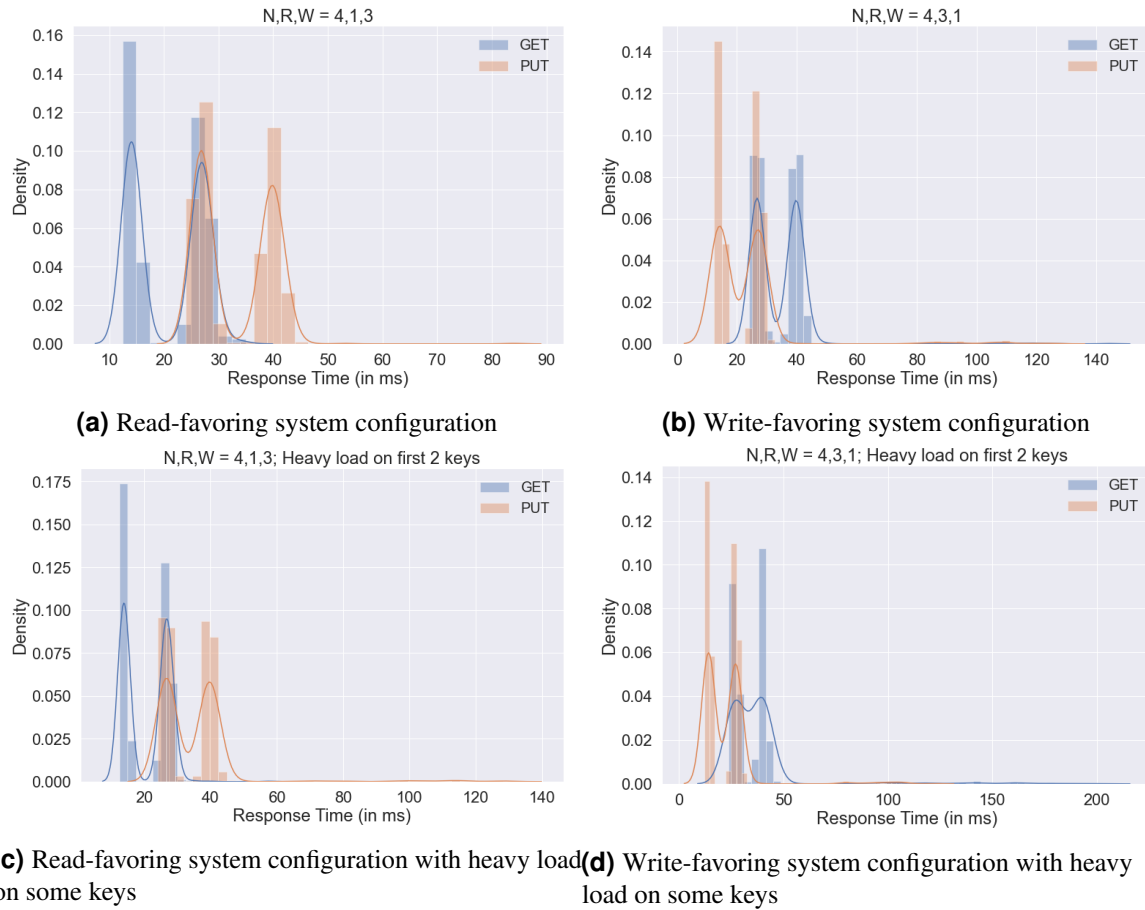 N,R,W = 4,1,3
0.16
0.14
0.12
0.10
0.08
0.06
0.04
0.02
0.00
Density
GET
PUT
10 20 30 40 50 60 70 80 90
Response Time (in ms)
(a) Read-favoring system configuration
N,R,W = 4,3,1
0.14
0.12
0.10
0.08
0.06
0.04
0.02
0.00
Density
GET
PUT
0 20 40 60 80 100 120 140
Response Time (in ms)
(b) Write-favoring system configuration
N,R,W = 4,1,3; Heavy load on first 2 keys
0.175
0.150
0.125
0.100
0.075
0.050
0.025
0.000
Density
GET
PUT
20 40 60 80 100 120 140
Response Time (in ms)
c) Read-favoring system configuration with heavy load
on some keys
N,R,W = 4,3,1; Heavy load on first 2 keys
0.14
0.12
0.10
0.08
0.06
0.04
0.02
0.00
Density
GET
PUT
0 50 100 150 200
Response Time (in ms)
(d) Write-favoring system configuration with heavy
load on some keys